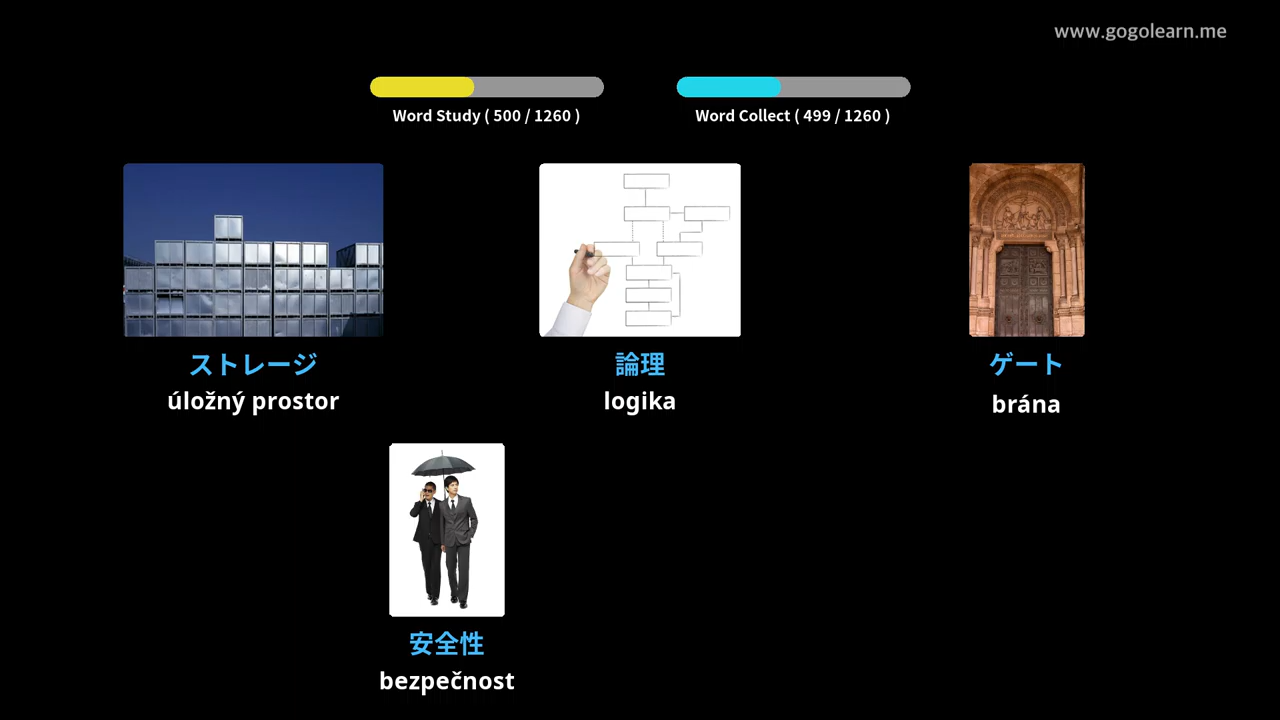 www.gogolearn.me
Word Study ( 500 / 1260 )
Word Collect ( 499 / 1260 )
ストレージ
úložný prostor
論理
logika
ゲート
brána
安全性
bezpečnost